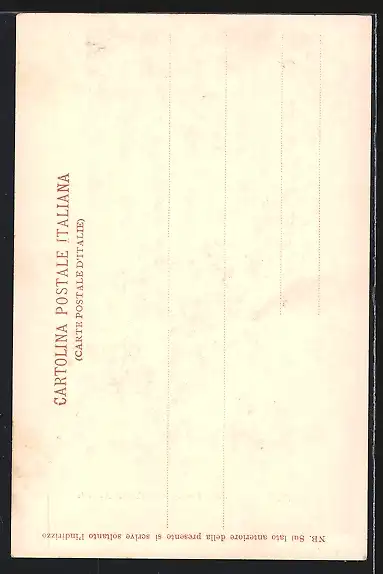 CARTOLINA POSTALE ITALIANA
(CARTE POSTALE D'ITALIE)
NB. Sul lato anteriore della presente si scrive soltanto l'indirizzo